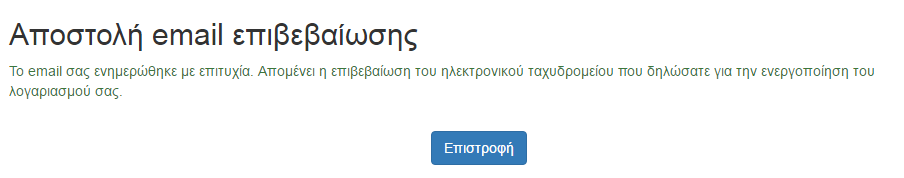 Αποστολή email επιβεβαίωσης
Το email σας ενημερώθηκε με επιτυχία. Απομένει η επιβεβαίωση του ηλεκτρονικού ταχυδρομείου που δηλώσατε για την ενεργοποίηση του
λογαριασμού σας.
Επιστροφή